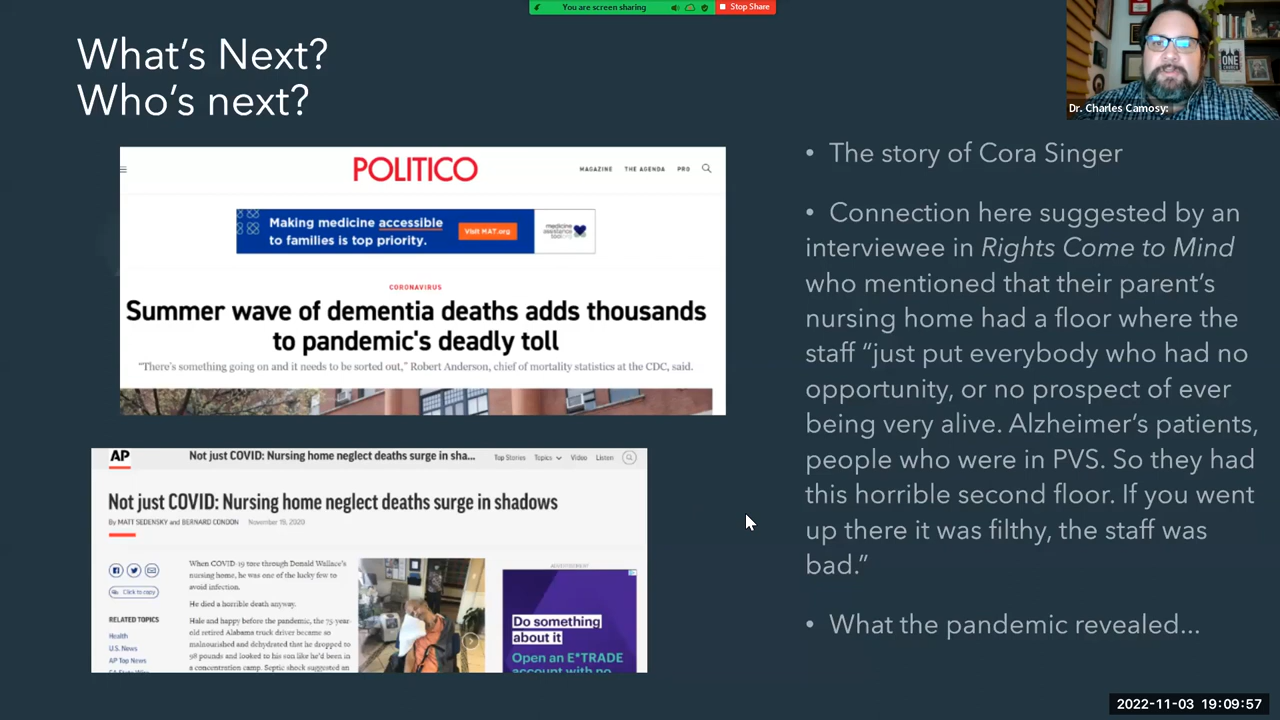 You are screen sharing
Stop Share
What's Next?
Who's next?
ONE
Dr. Charles Camosy:
POLITICO
MAGAZINE THE AGENDA PRO
Making medicine accessible
to families is top priority.
Visit MAT.org
medicine
assistance
tool.org
CORONAVIRUS
Summer wave of dementia deaths adds thousands
to pandemic's deadly toll
"There's something going on and it needs to be sorted out," Robert Anderson, chief of mortality statistics at the CDC, said.
AP
Not just COVID: Nursing home neglect deaths surge in sha...
Top Stories Topics Video Listen
Not just COVID: Nursing home neglect deaths surge in shadows
By MATT SEDENSKY and BERNARD CONDON November 19, 2020
Click to copy
RELATED TOPICS
Health
U.S. News
AP Top News
When COVID-19 tore through Donald Wallace's
nursing home, he was one of the lucky few to
avoid infection.
He died a horrible death anyway.
Hale and happy before the pandemic, the 75-year-
old retired Alabama truck driver became so
malnourished and dehydrated that he dropped to
98 pounds and looked to his son like he'd been in
a concentration camp. Septic shock suggested an
ADVERTISEMENT
Do something
about it
Open an E*TRADE
account with no
• The story of Cora Singer
• Connection here suggested by an
interviewee in Rights Come to Mind
who mentioned that their parent's
nursing home had a floor where the
staff "just put everybody who had no
opportunity, or no prospect of ever
being very alive. Alzheimer's patients,
people who were in PVS. So they had
this horrible second floor. If you went
up there it was filthy, the staff was
bad."
• What the pandemic revealed...
2022-11-03 19:09:57